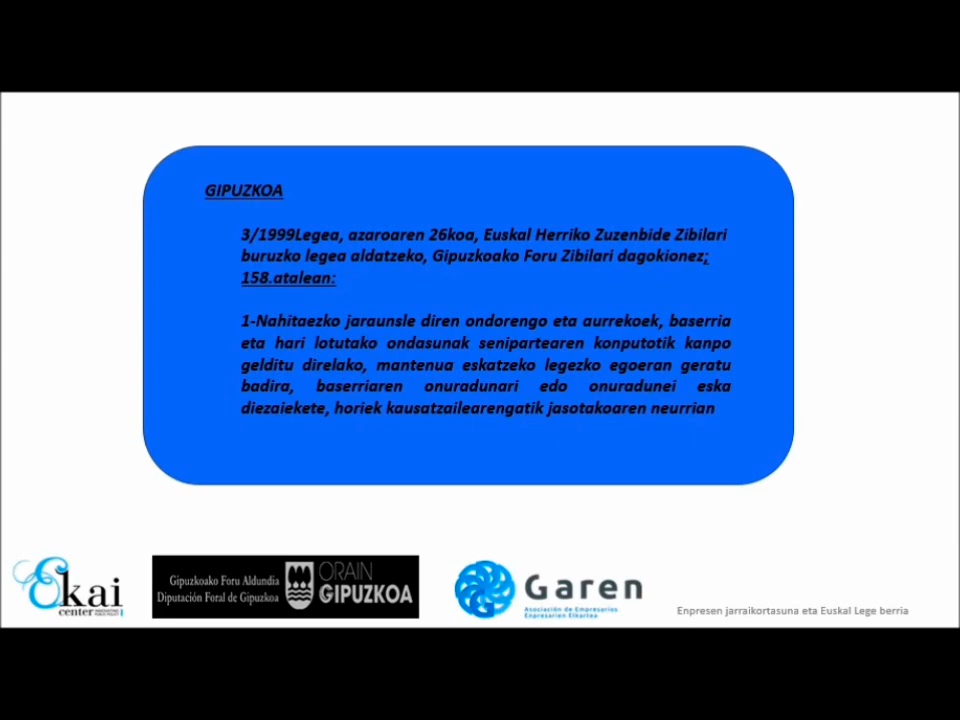 GIPUZKOA
3/1999Legea, azaroaren 26koa, Euskal Herriko Zuzenbide Zibilari
buruzko legea aldatzeko, Gipuzkoako Foru Zibilari dagokionez;
158.atalean:
1-Nahitaezko jaraunsle diren ondorengo eta aurrekoek, baserria
eta hari lotutako ondasunak senipartearen konputotik kanpo
gelditu direlako, mantenua eskatzeko legezko egoeran geratu
badira, baserriaren onuradunari edo onuradunei eska
diezaiekete, horiek kausatzailearengatik jasotakoaren neurrian
Ekai
center
Gipuzkoako Foru Aldundia
Diputación Foral de Gipuzkoa
ORAIN
GIPUZKOA
Garen
Asociación de Empresarios
Enpresarien Elkartea
Enpresen jarraikortasuna eta Euskal Lege berria